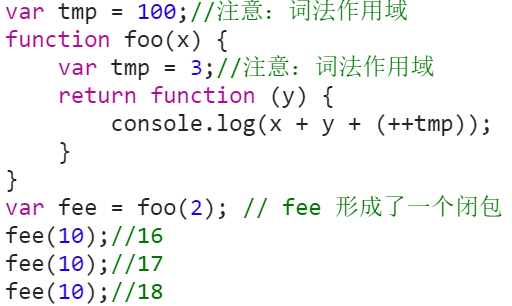 var tmp = 100;//注意：词法作用域
function foo(x) {
    var tmp = 3;//注意：词法作用域
    return function (y) {
        console.log(x + y + (++tmp));
    }
}
var fee = foo(2); // fee 形成了一个闭包
fee(10);//16
fee(10);//17
fee(10);//18